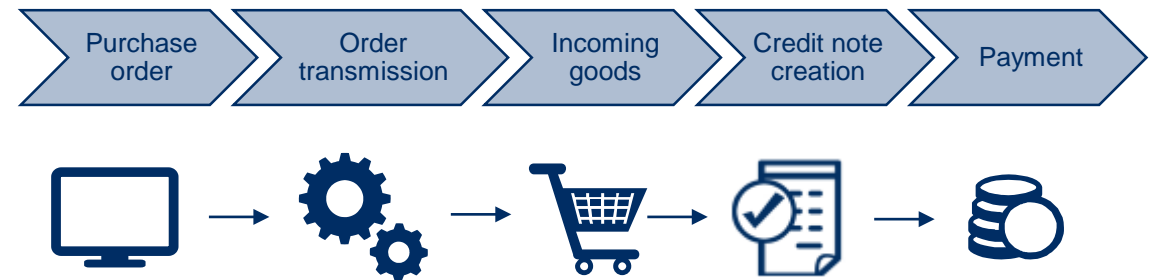 Purchase
order
Order
transmission
Incoming
goods
Credit note
creation
Payment